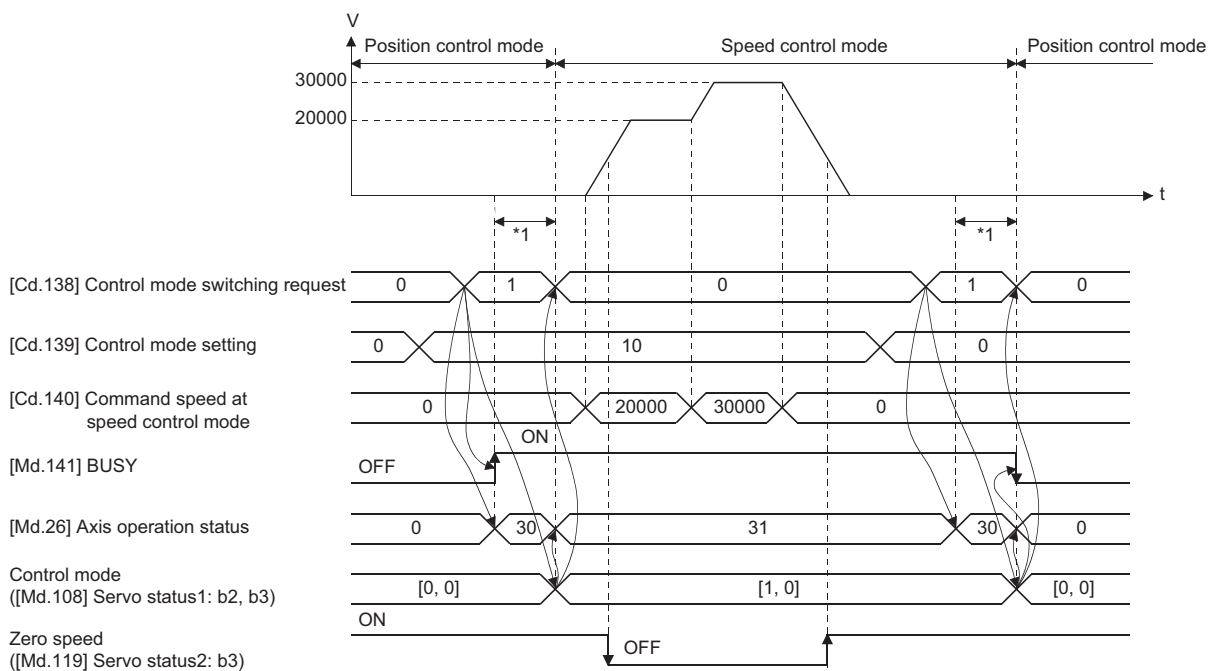 V
Position control mode Speed control mode Position control mode
30000
20000
t
*1 *1
[Cd.138] Control mode switching request 0 1 0 1 0
[Cd.139] Control mode setting 0 10 0
[Cd.140] Command speed at
speed control mode
0 20000 30000 0
ON
[Md.141] BUSY OFF
[Md.26] Axis operation status 0 30 31 30 0
Control mode
([Md.108] Servo status1: b2, b3)
[0, 0] [1, 0] [0, 0]
ON
Zero speed
([Md.119] Servo status2: b3)
OFF